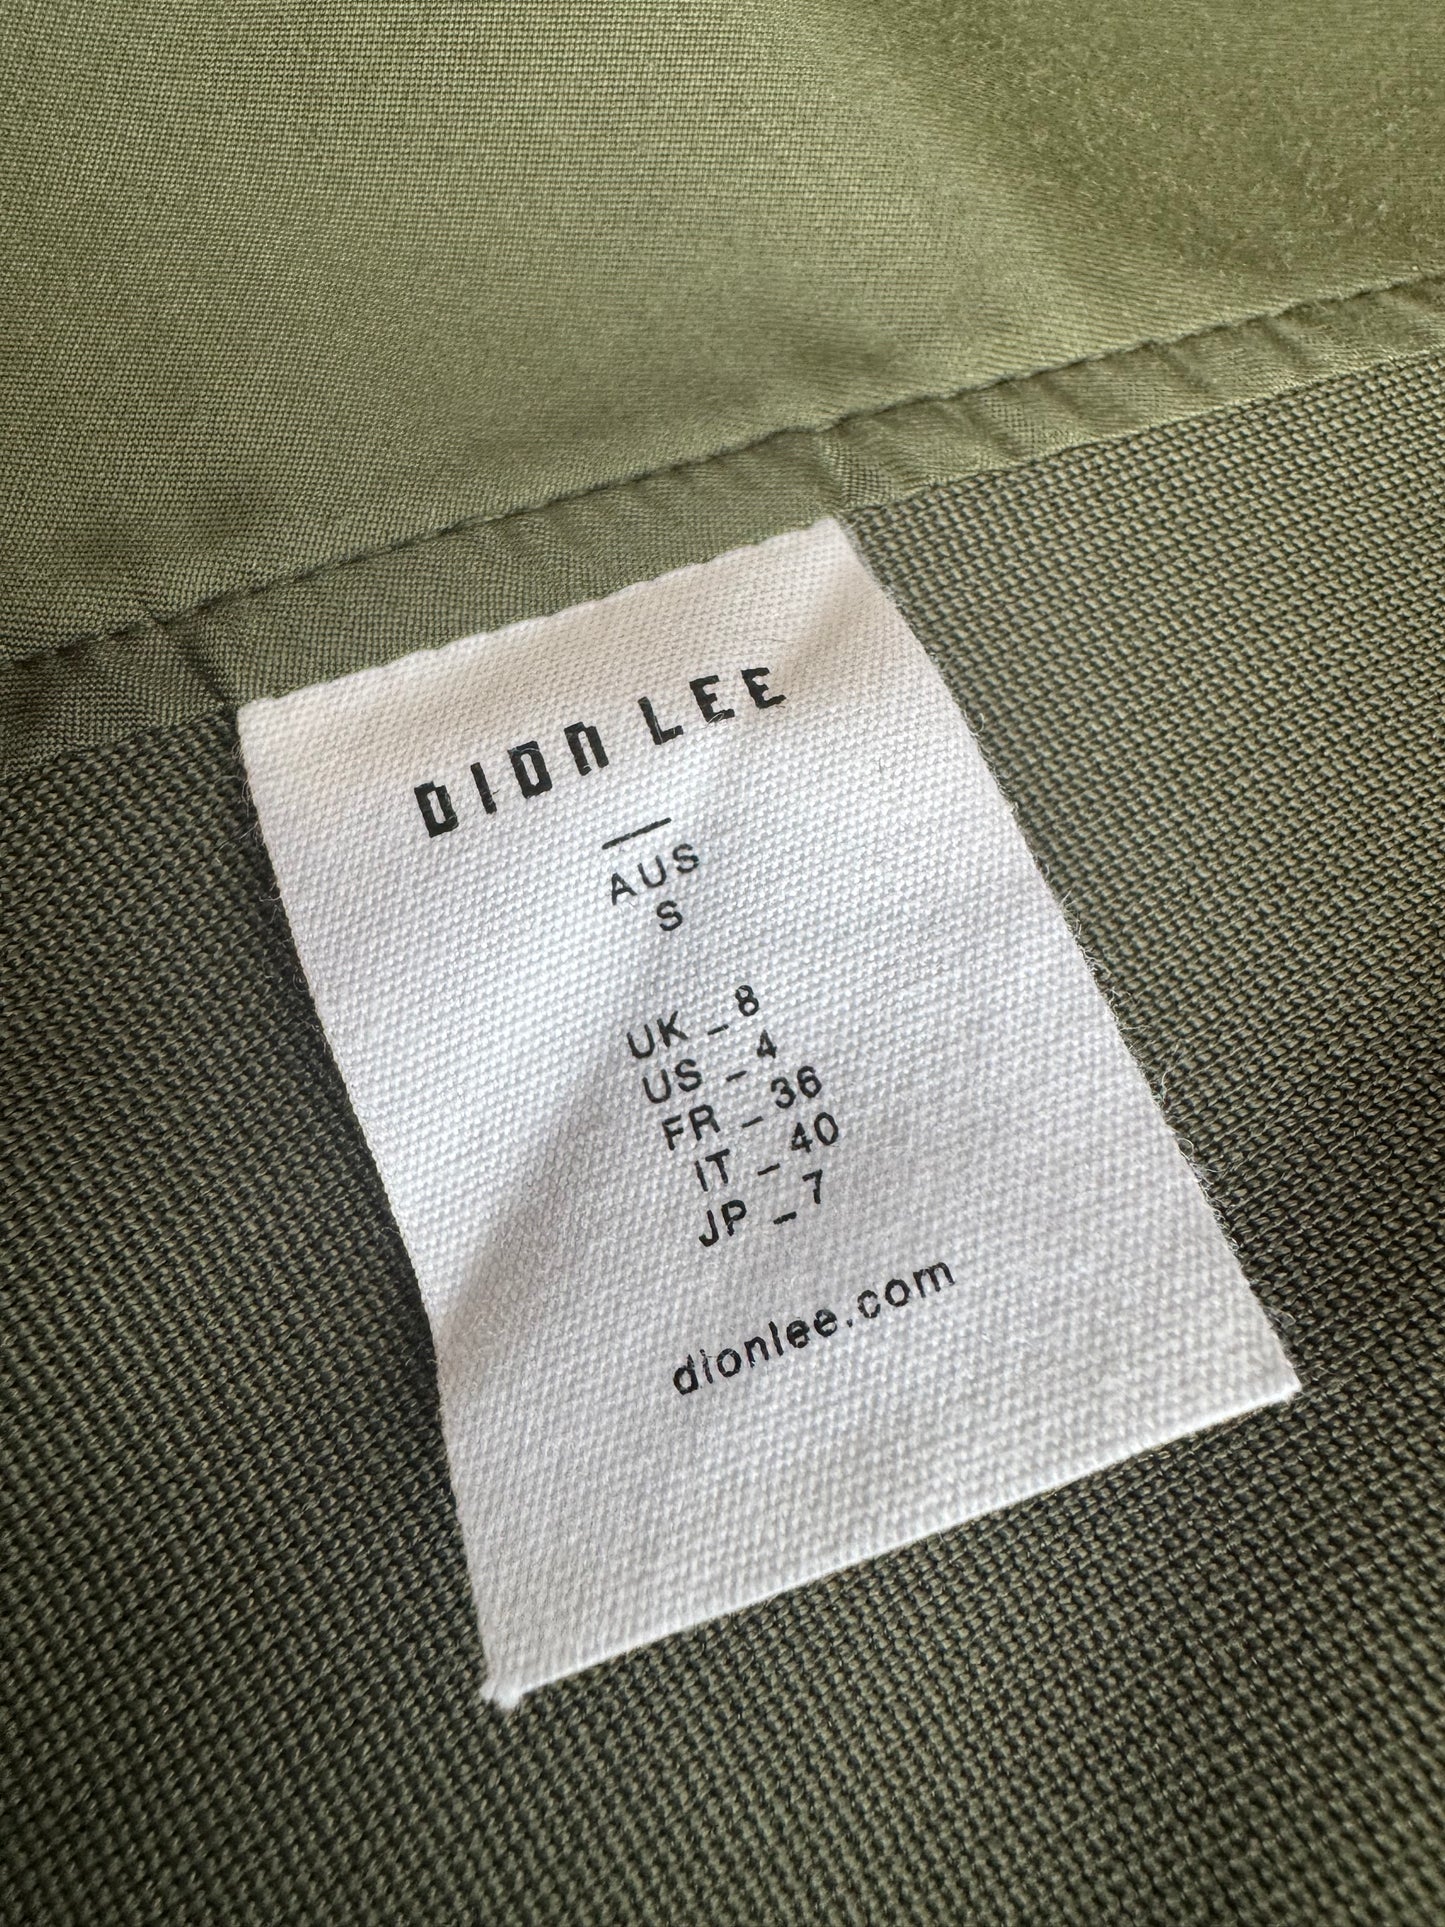 DION LEE
AUS
S
UK _ 8
US - 4
FR - 36
IT - 40
JP _ 7
dionlee.com